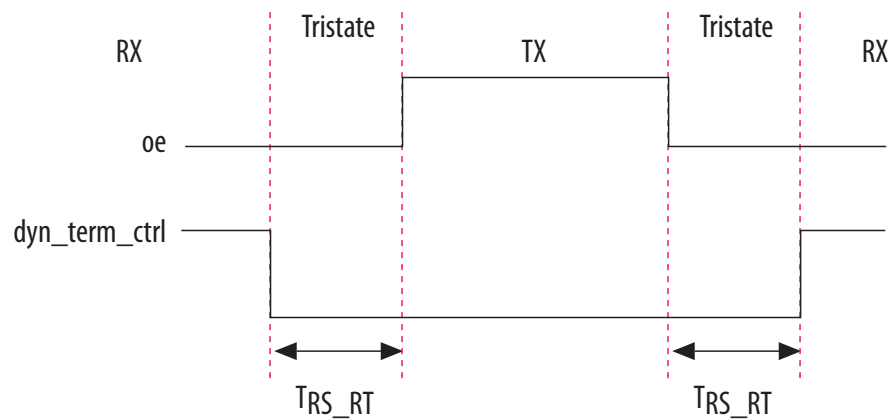 Tristate
Tristate
RX
TX
RX
oe
dyn_term_ctrl
TRS_RT
TRS_RT